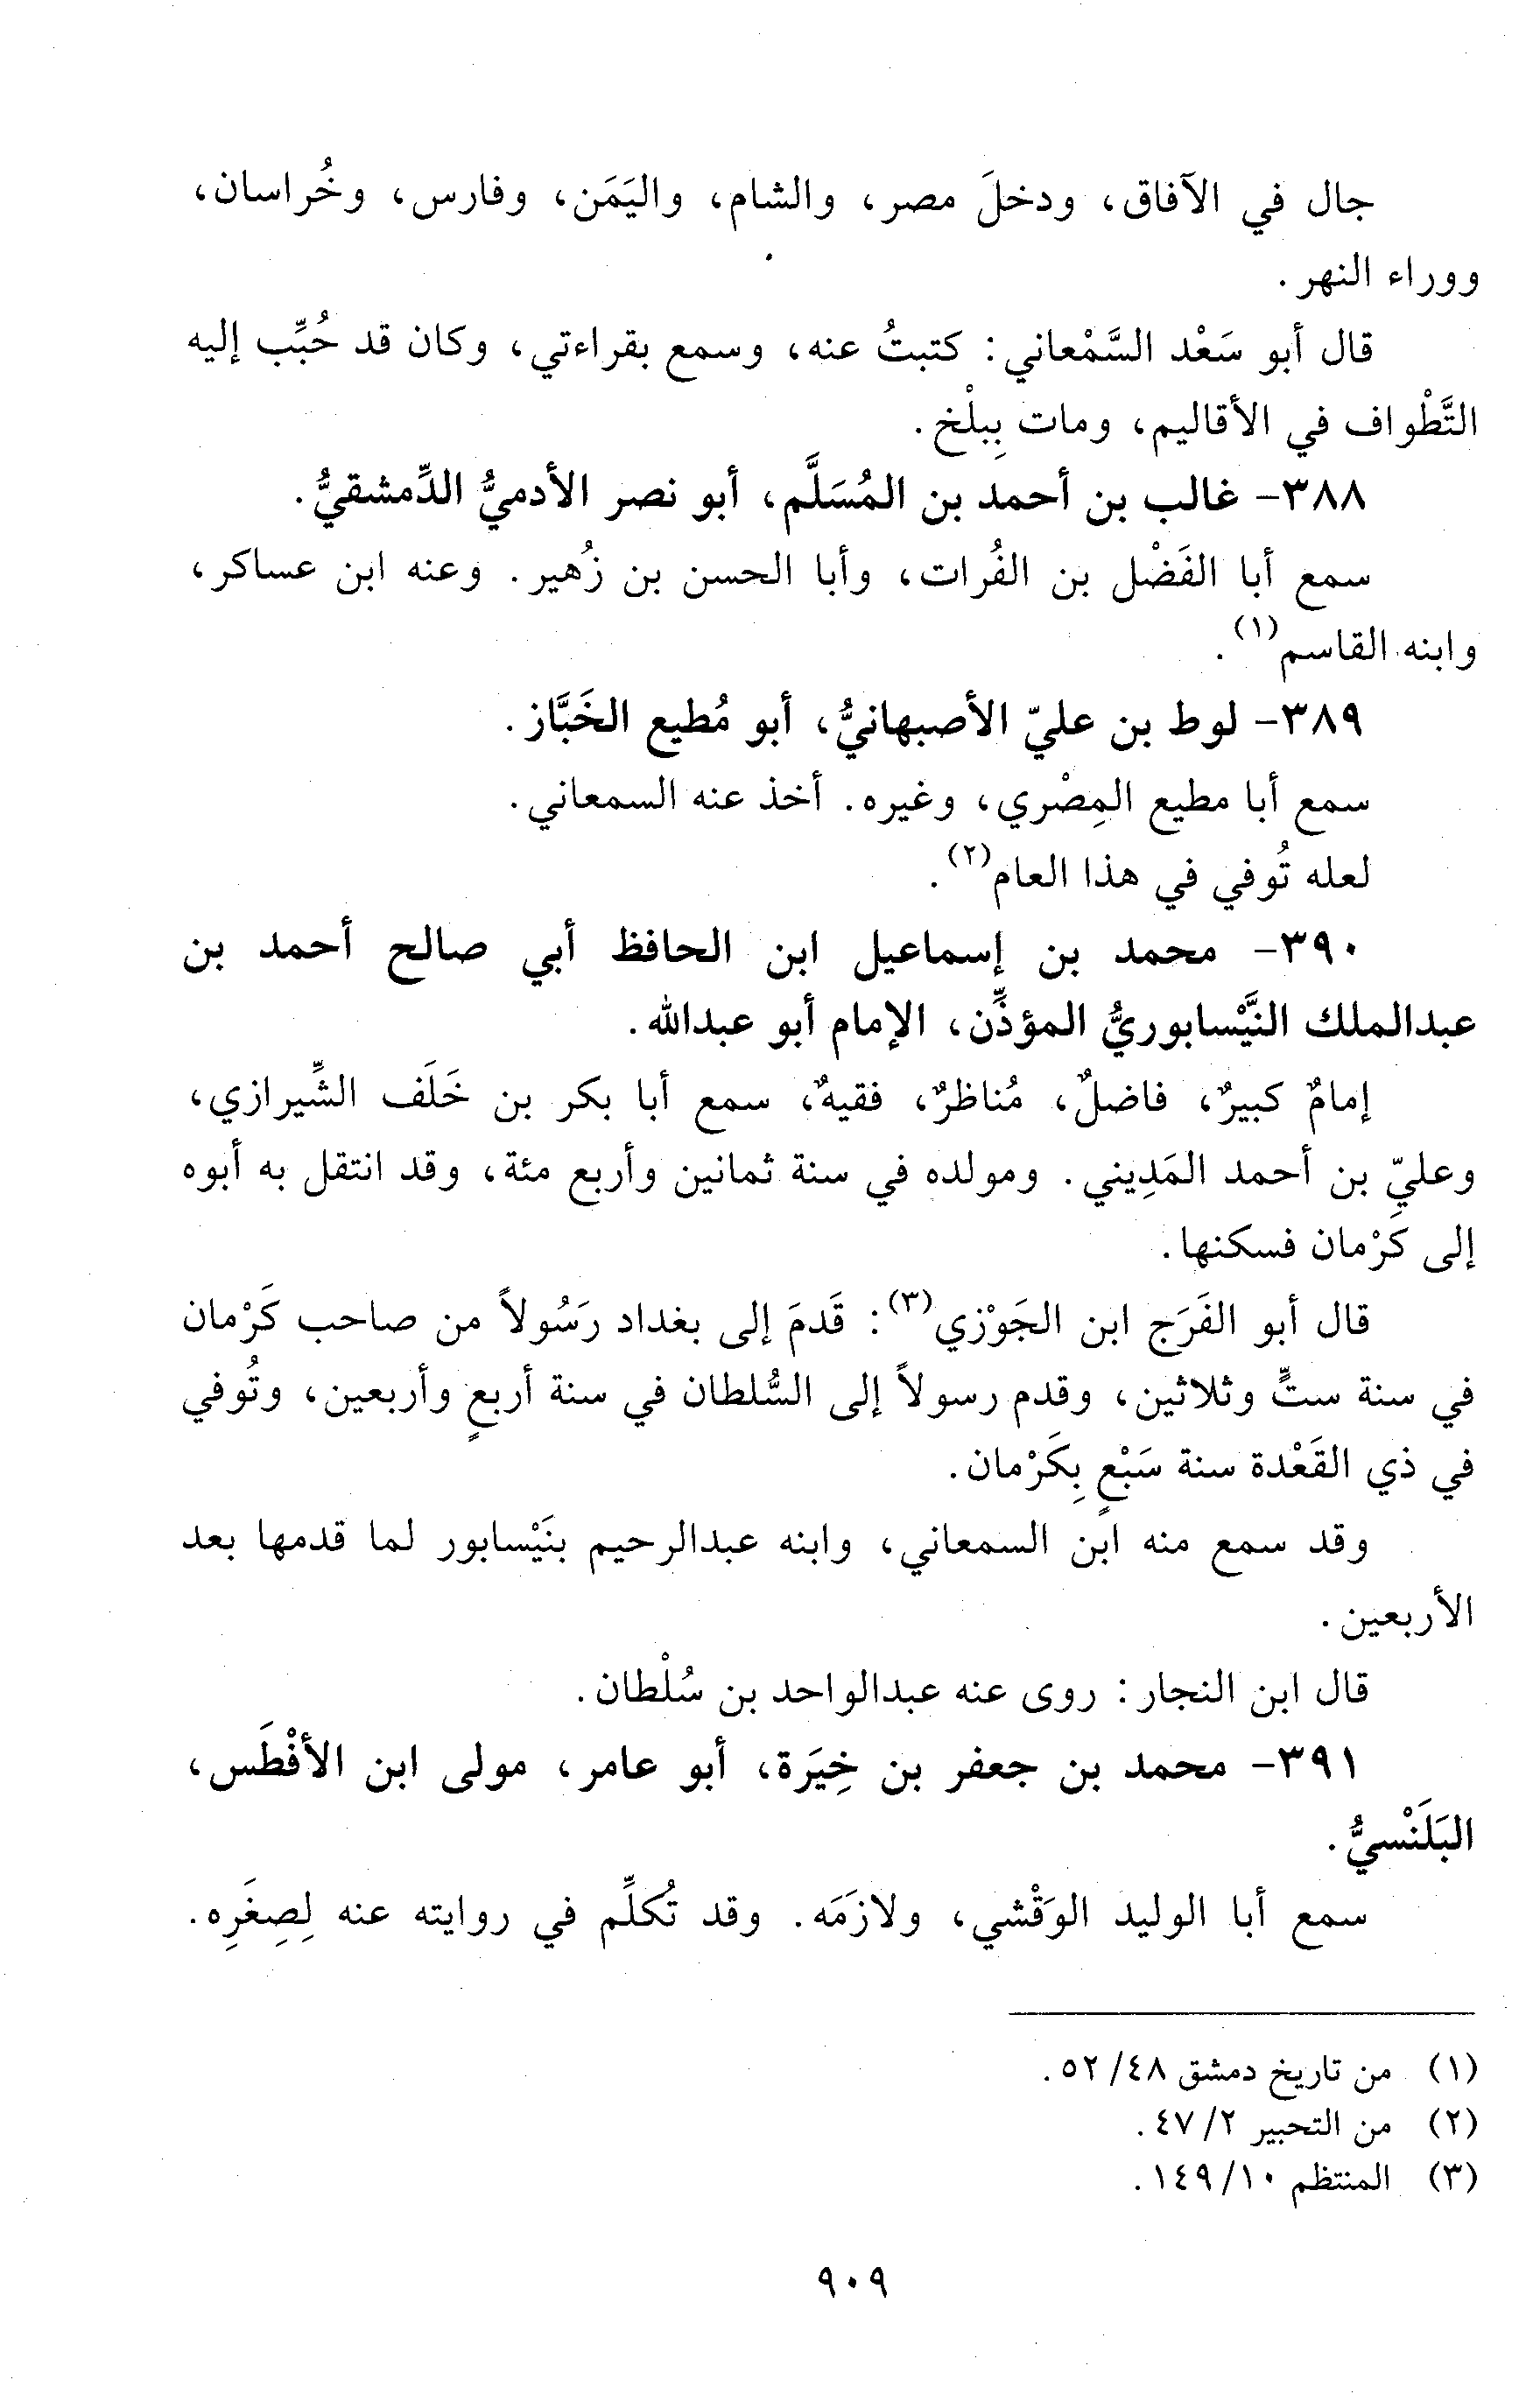 جال في الآفاق، ودخلَ مصر، والشام، واليَمَن، وفارس، وخُراسان،
ووراء النهر.
قال أبو سَعْد السَّمْعاني: كتبتُ عنه، وسمع بقراءتي، وكان قد حُبِّب إليه
التَّطْواف في الأقاليم، ومات بِبلْخ.
٣٨٨- غالب بن أحمد بن المُسَلَّم، أبو نصر الأدميُّ الدِّمشقيُّ.
سمع أبا الفَضْل بن الفُرات، وأبا الحسن بن زُهير. وعنه ابن عساكر،
وابنه القاسم(١).
٣٨٩- لوط بن عليّ الأصبهانيُّ، أبو مُطيع الخَبَّاز.
سمع أبا مطيع المِصْري، وغيره. أخذ عنه السمعاني.
لعله تُوفي في هذا العام(٢).
٣٩٠- محمد بن إسماعيل ابن الحافظ أبي صالح أحمد بن
عبدالملك النَّيْسابوريُّ المؤذِّن، الإمام أبو عبدالله.
إمامٌ كبيرٌ، فاضلٌ، مُناظرٌ، فقيهٌ، سمع أبا بكر بن خَلَف الشِّيرازي،
وعليّ بن أحمد المَدِيني. ومولده في سنة ثمانين وأربع مئة، وقد انتقل به أبوه
إلى كَرْمان فسكنها.
قال أبو الفَرَج ابن الجَوْزي(٣): قَدمَ إلى بغداد رَسُولاً من صاحب كَرْمان
في سنة ستٍّ وثلاثين، وقدم رسولاً إلى السُّلطان في سنة أربعٍ وأربعين، وتُوفي
في ذي القَعْدة سنة سَبْعٍ بِكَرْمان.
وقد سمع منه ابن السمعاني، وابنه عبدالرحيم بنَيْسابور لما قدمها بعد
الأربعين.
قال ابن النجار: روى عنه عبدالواحد بن سُلْطان.
٣٩١- محمد بن جعفر بن خِيَرَة، أبو عامر، مولى ابن الأفْطَس،
البَلَنْسيُّ.
سمع أبا الوليد الوَقْشي، ولازَمَه. وقد تُكلِّم في روايته عنه لِصِغَرِه.
(١) من تاريخ دمشق ٤٨/ ٥٢.
(٢) من التحبير ٢/ ٤٧.
(٣) المنتظم ١٠/ ١٤٩.
٩٠٩